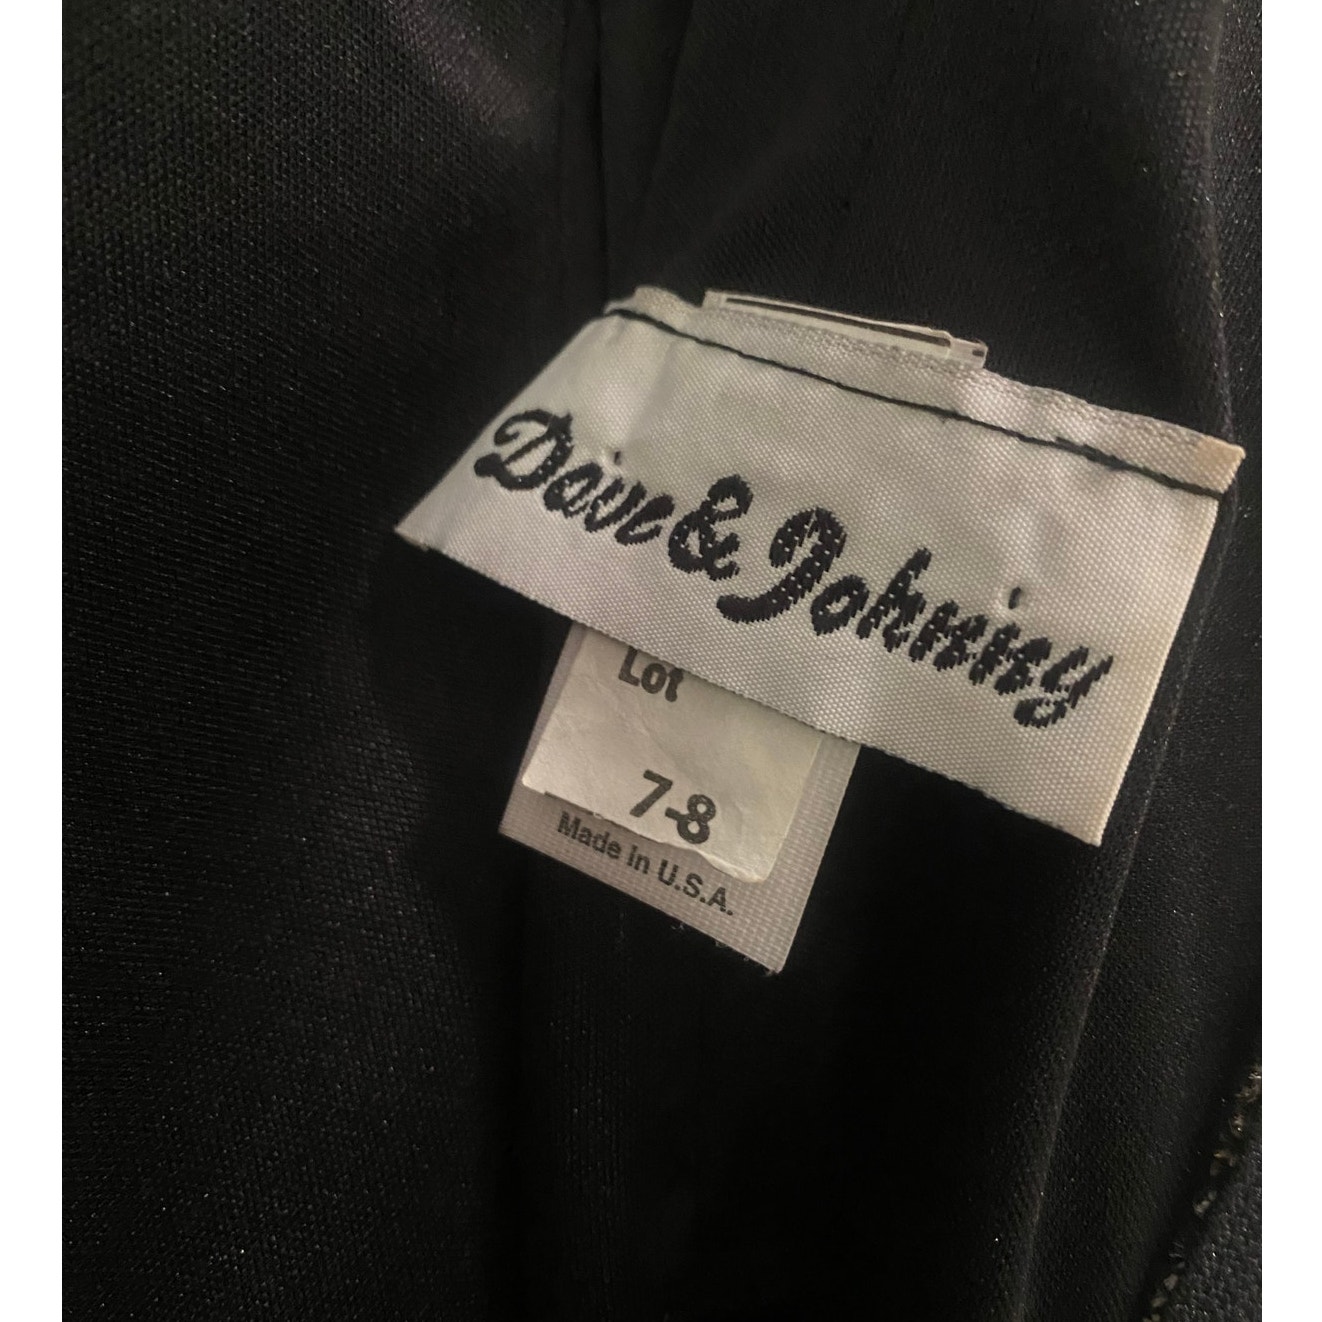 Dave & Johnny
Lot
7-8
Made in U.S.A.